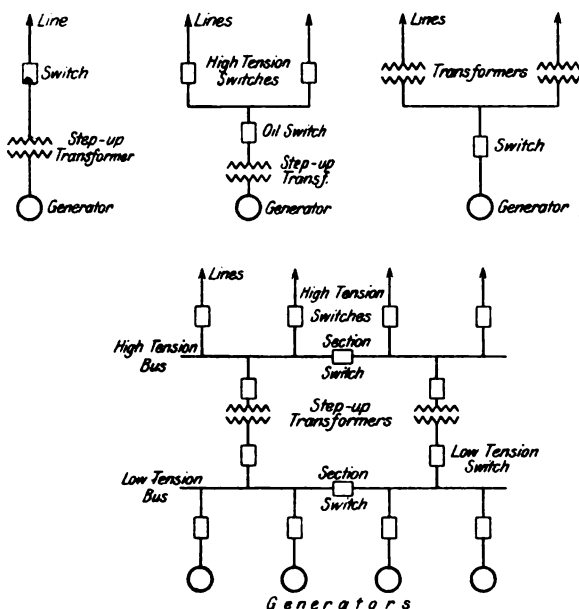 Line
Switch
Step-up
Transformer
Generator
Lines
High Tension
Switches
Oil Switch
Step-up
Transf.
Generator
Lines
Transformers
Switch
Generator
Lines
High Tension
Switches
High Tension
Bus
Section
Switch
Step-up
Transformers
Low Tension
Switch
Low Tension
Bus
Section
Switch
Generators